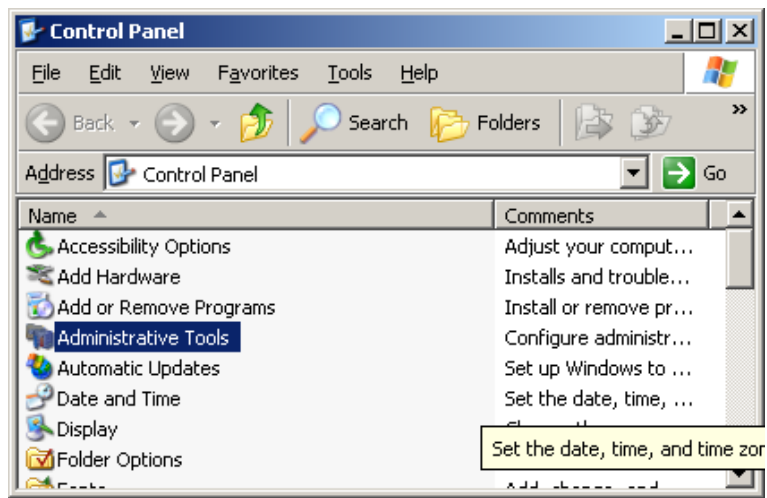 Control Panel
File Edit View Favorites Tools Help
Back Search Folders »
Address Control Panel Go
Name Comments
Accessibility Options Adjust your comput...
Add Hardware Installs and trouble...
Add or Remove Programs Install or remove pr...
Administrative Tools Configure administr...
Automatic Updates Set up Windows to ...
Date and Time Set the date, time, ...
Display
Set the date, time, and time zon
Folder Options